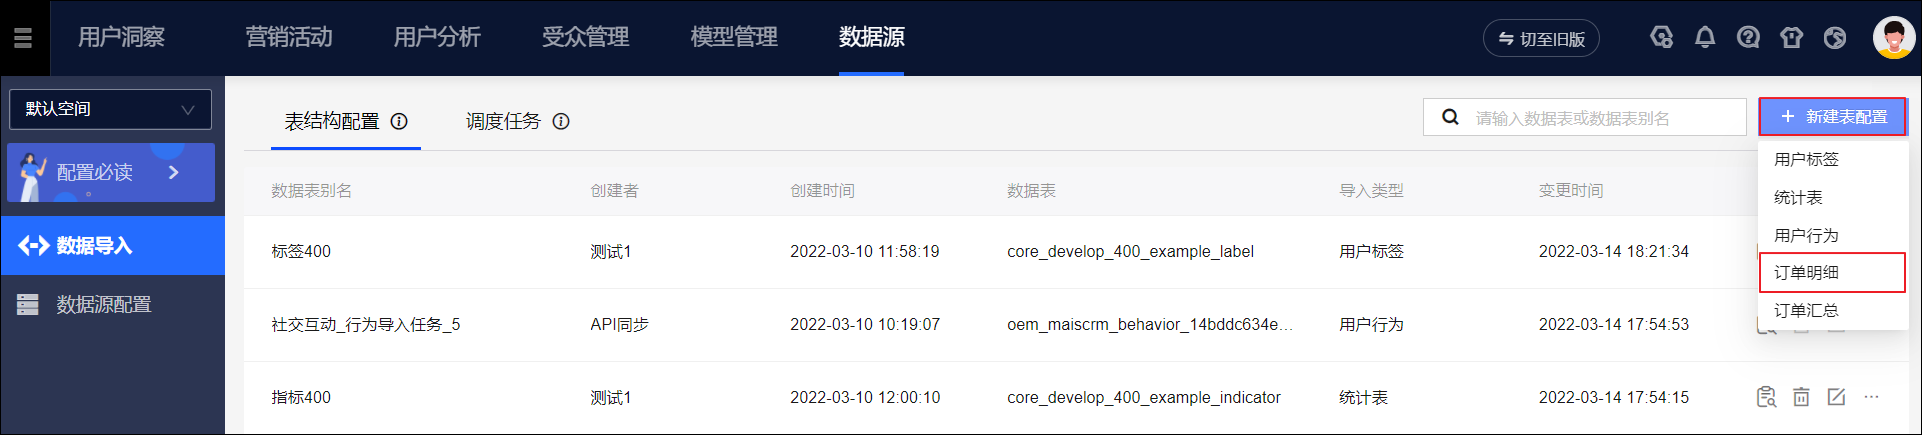 用户洞察 营销活动 用户分析 受众管理 模型管理 数据源 切至旧版
默认空间
配置必读
数据导入
数据源配置
表结构配置 调度任务 请输入数据表或数据表别名 + 新建表配置
用户标签
统计表
用户行为
订单明细
订单汇总
数据表别名 创建者 创建时间 数据表 导入类型 变更时间
标签400 测试1 2022-03-10 11:58:19 core_develop_400_example_label 用户标签 2022-03-14 18:21:34
社交互动_行为导入任务_5 API同步 2022-03-10 10:19:07 oem_maiscrm_behavior_14bddc634e... 用户行为 2022-03-14 17:54:53
指标400 测试1 2022-03-10 12:00:10 core_develop_400_example_indicator 统计表 2022-03-14 17:54:15